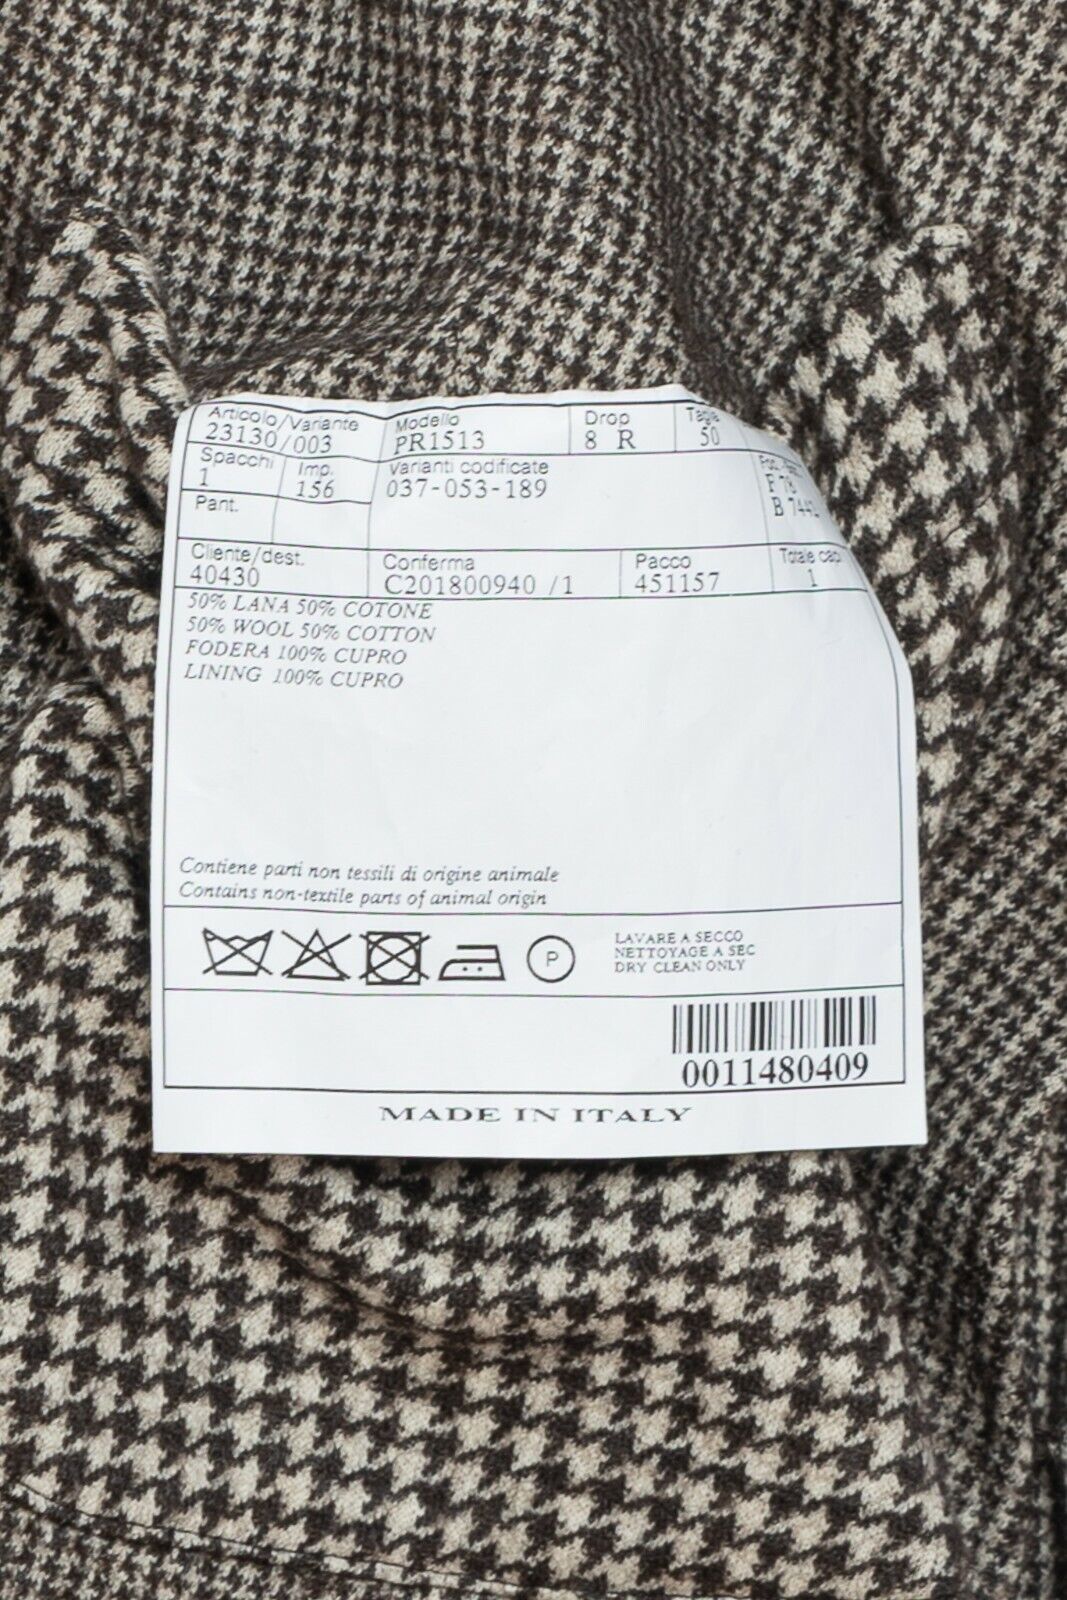 Articolo/Variante Modello Drop Taglia
23130/003 PR1513 8 R 50
Spacchi Imp. Varianti codificate
1 156 037-053-189 F 78
Pant. B
Cliente/dest. Conferma Pacco Totale capi
40430 C201800940 /1 451157 1
50% LANA 50% COTONE
50% WOOL 50% COTTON
FODERA 100% CUPRO
LINING 100% CUPRO
Contiene parti non tessili di origine animale
Contains non-textile parts of animal origin
P
LAVARE A SECCO
NETTOYAGE A SEC
DRY CLEAN ONLY
0011480409
MADE IN ITALY